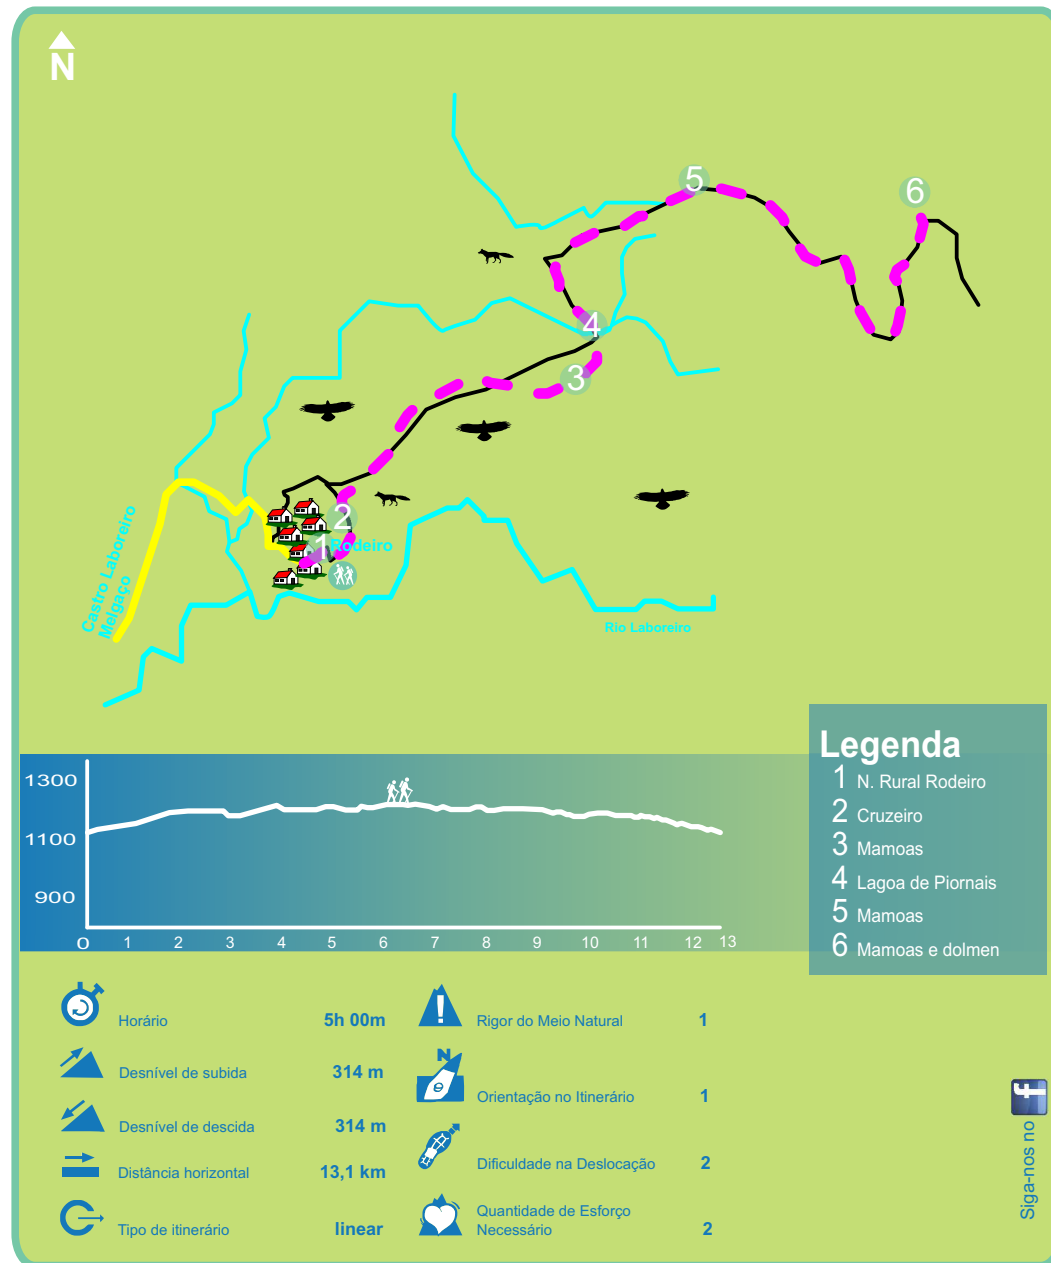 N
5
6
4
3
2
1
Rodeiro
Castro Laboreiro
Melgaço
Rio Laboreiro
Legenda
1 N. Rural Rodeiro
2 Cruzeiro
3 Mamoas
4 Lagoa de Piornais
5 Mamoas
6 Mamoas e dolmen
1300
1100
900
0 1 2 3 4 5 6 7 8 9 10 11 12 13
Horário 5h 00m
Desnível de subida 314 m
Desnível de descida 314 m
Distância horizontal 13,1 km
Tipo de itinerário linear
Rigor do Meio Natural 1
N
Orientação no Itinerário 1
Dificuldade na Deslocação 2
Quantidade de Esforço
Necessário 2
Siga-nos no f